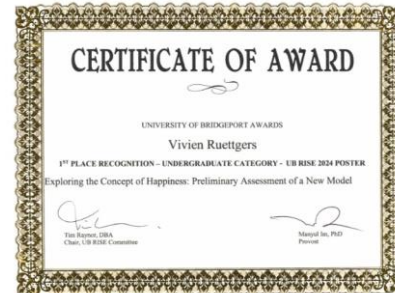 CERTIFICATE OF AWARD
UNIVERSITY OF BRIDGEPORT AWARDS
Vivien Ruettgers
1ST PLACE RECOGNITION – UNDERGRADUATE CATEGORY - UB RISE 2024 POSTER
Exploring the Concept of Happiness: Preliminary Assessment of a New Model
Tim Raynor, DBA
Chair, UB RISE Committee
Manyul Im, PhD
Provost